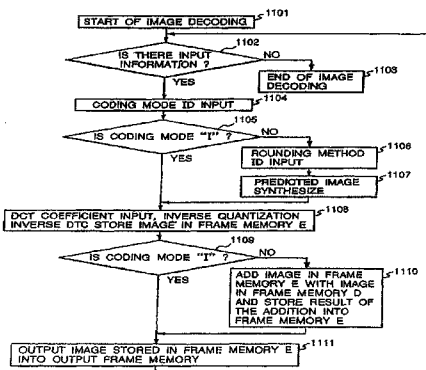 1101
START OF IMAGE DECODING
1102
IS THERE INPUT
INFORMATION ?
NO
1103
END OF IMAGE
DECODING
YES
1104
CODING MODE ID INPUT
1105
IS CODING MODE "I" ?
NO
1106
ROUNDING METHOD
ID INPUT
YES
1107
PREDIOTED IMAGE
SYNTHESIZE
1108
DCT COEFFICIENT INPUT, INVERSE QUANTIZATION
INVERSE DTC STORE IMAGE IN FRAME MEMORY E
1109
IS CODING MODE "I" ?
NO
1110
YES
ADD IMAGE IN FRAME
MEMORY E WITH IMAGE
IN FRAME MEMORY D
AND STORE RESULT OF
THE ADDITION INTO
FRAME MEMORY E
1111
OUTPUT IMAGE STORED IN FRAME MEMORY E
INTO OUTPUT FRAME MEMORY